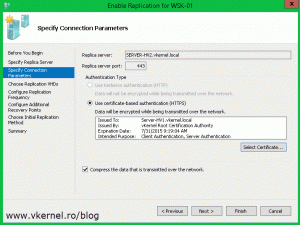 Enable Replication for WSK-01
Specify Connection Parameters
Before You Begin
Specify Replica Server
Specify Connection
Parameters
Choose Replication VHDs
Configure Replication
Frequency
Configure Additional
Recovery Points
Choose Initial Replication
Method
Summary
Replica server: SERVER-HV2.vkernel.local
Replica server port: 443
Authentication Type
Use Kerberos authentication (HTTP)
Data will not be encrypted while being transmitted over the network.
Use certificate-based authentication (HTTPS)
Data will be encrypted while being transmitted over the network.
Issued To: Server-HV1.vkernel.local
Issued By: vkernel Root Certification Authority
Expiration Date: 7/31/2015 9:19:04 AM
Intended Purpose: Client Authentication, Server Authentication
Select Certificate...
Compress the data that is transmitted over the network.
www.vkernel.ro/blog
< Previous Next > Finish Cancel